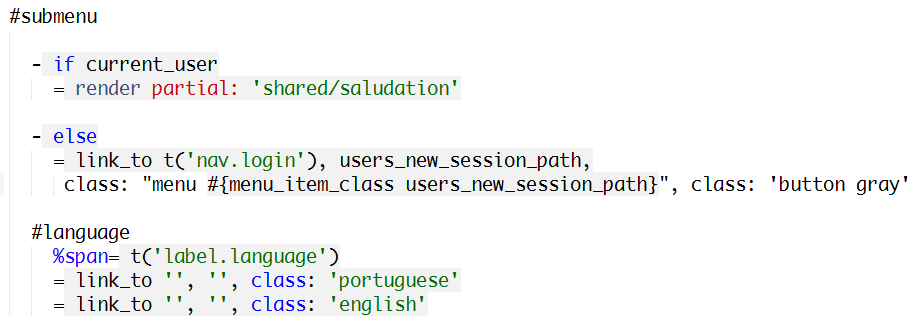 #submenu
- if current_user
= render partial: 'shared/saludation'
- else
= link_to t('nav.login'), users_new_session_path,
class: "menu #{menu_item_class users_new_session_path}", class: 'button gray'
#language
%span= t('label.language')
= link_to '', '', class: 'portuguese'
= link_to '', '', class: 'english'